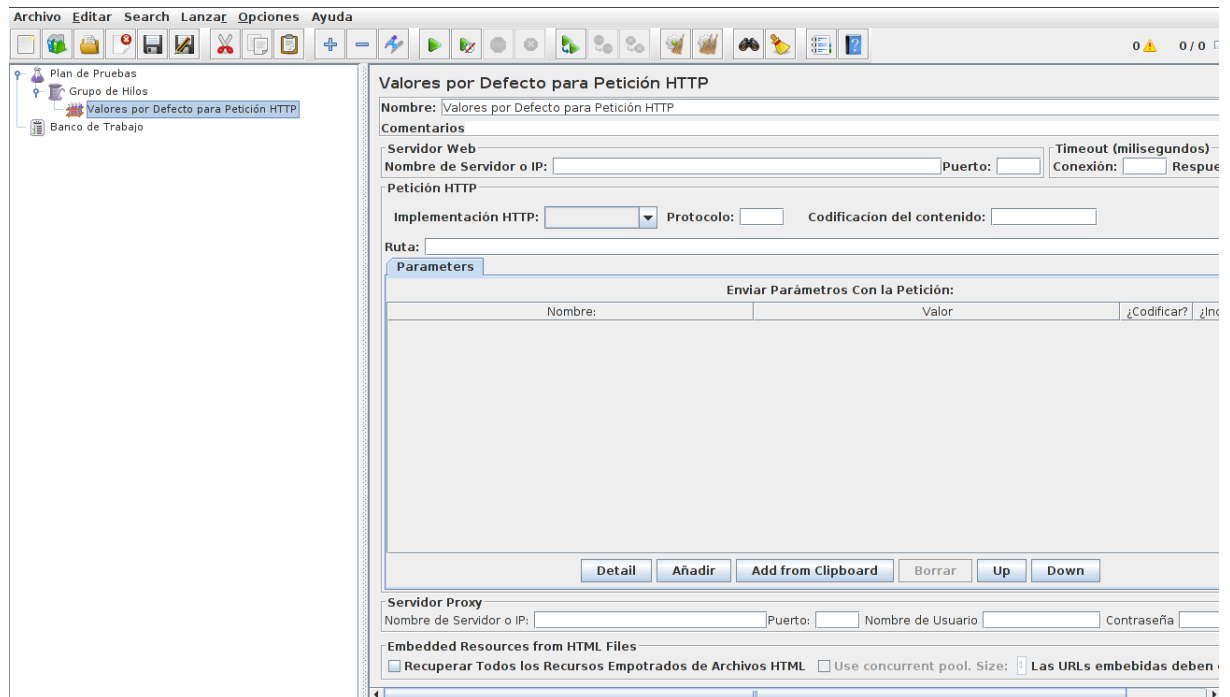 Archivo Editar Search Lanzar Opciones Ayuda
0 0 / 0
Plan de Pruebas
Grupo de Hilos
Valores por Defecto para Petición HTTP
Banco de Trabajo
Valores por Defecto para Petición HTTP
Nombre: Valores por Defecto para Petición HTTP
Comentarios
Servidor Web
Nombre de Servidor o IP: Puerto:
Timeout (milisegundos)
Conexión: Respue
Petición HTTP
Implementación HTTP: Protocolo: Codificacíon del contenido:
Ruta:
Parameters
Enviar Parámetros Con la Petición:
Nombre: Valor ¿Codificar? ¿Inc
Detail Añadir Add from Clipboard Borrar Up Down
Servidor Proxy
Nombre de Servidor o IP: Puerto: Nombre de Usuario Contraseña
Embedded Resources from HTML Files
Recuperar Todos los Recursos Empotrados de Archivos HTML Use concurrent pool. Size: Las URLs embebidas deben